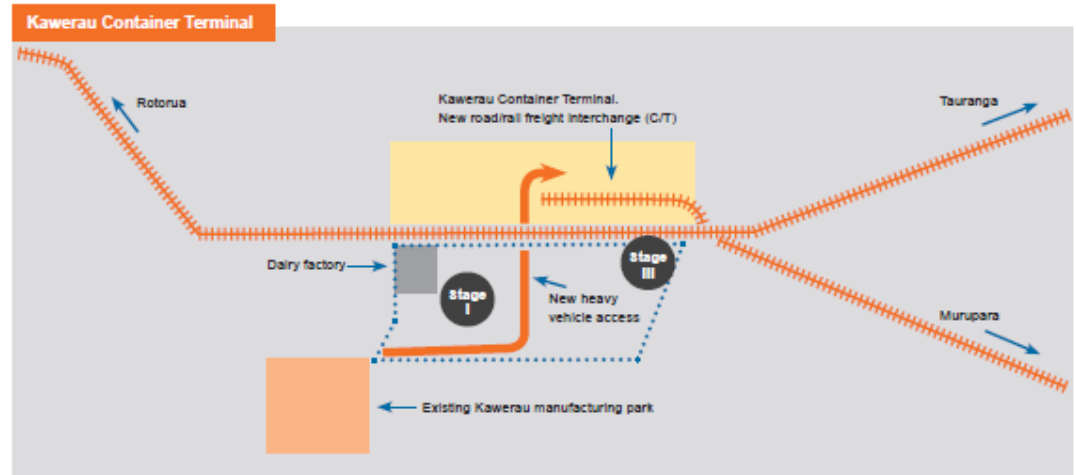 Kawerau Container Terminal
Rotorua
Kawerau Container Terminal.
New road/rail freight interchange (C/T)
Tauranga
Dairy factory
Stage
I
Stage
III
New heavy
vehicle access
Murupara
Existing Kawerau manufacturing park